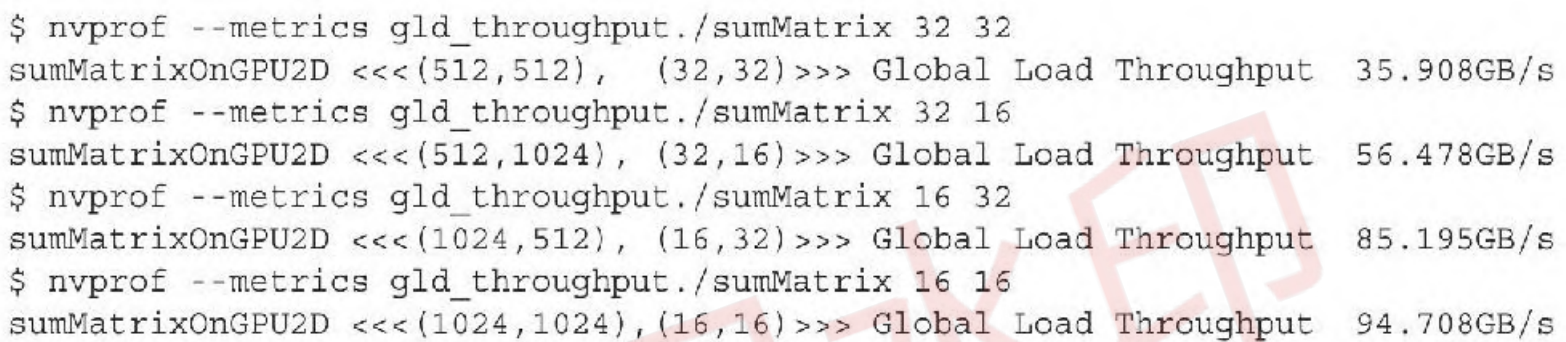 $ nvprof --metrics gld_throughput./sumMatrix 32 32
sumMatrixOnGPU2D <<<(512,512),  (32,32)>>> Global Load Throughput  35.908GB/s
$ nvprof --metrics gld_throughput./sumMatrix 32 16
sumMatrixOnGPU2D <<<(512,1024), (32,16)>>> Global Load Throughput  56.478GB/s
$ nvprof --metrics gld_throughput./sumMatrix 16 32
sumMatrixOnGPU2D <<<(1024,512), (16,32)>>> Global Load Throughput  85.195GB/s
$ nvprof --metrics gld_throughput./sumMatrix 16 16
sumMatrixOnGPU2D <<<(1024,1024),(16,16)>>> Global Load Throughput  94.708GB/s
水印